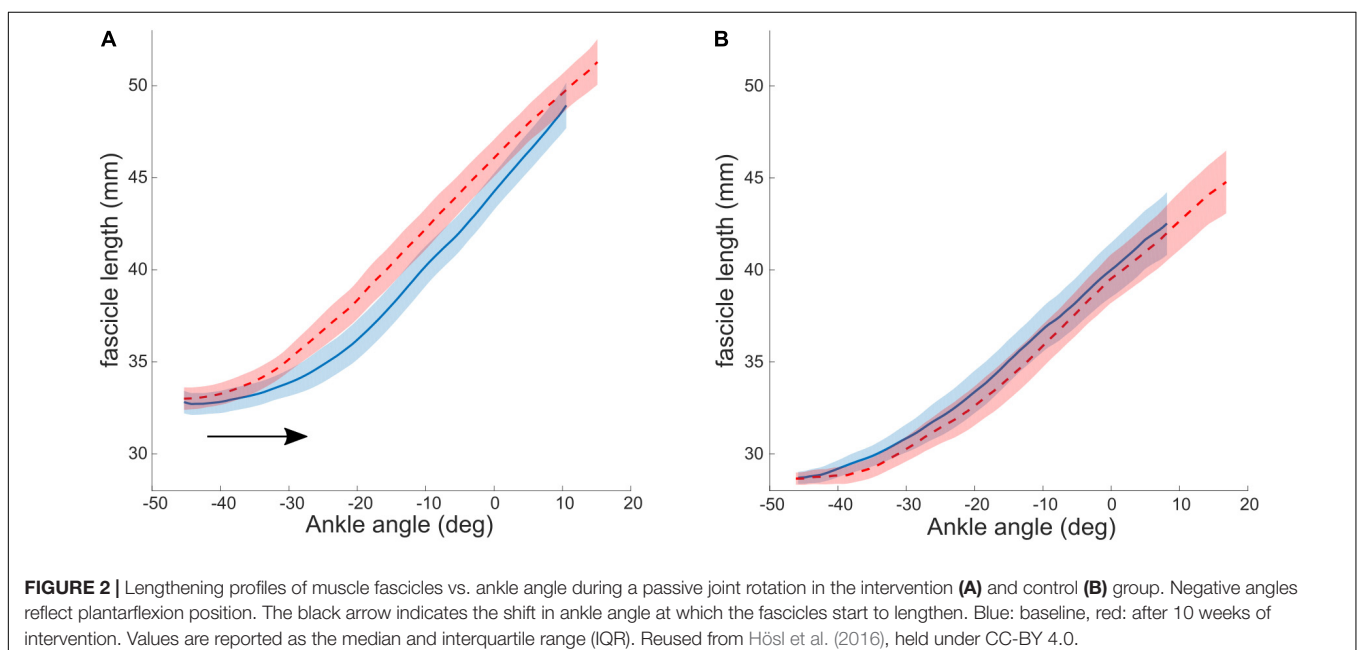 A
B
50
45
40
35
30
fascicle length (mm)
-50 -40 -30 -20 -10 0 10 20
Ankle angle (deg)
50
45
40
35
30
fascicle length (mm)
-50 -40 -30 -20 -10 0 10 20
Ankle angle (deg)
FIGURE 2 | Lengthening profiles of muscle fascicles vs. ankle angle during a passive joint rotation in the intervention (A) and control (B) group. Negative angles
reflect plantarflexion position. The black arrow indicates the shift in ankle angle at which the fascicles start to lengthen. Blue: baseline, red: after 10 weeks of
intervention. Values are reported as the median and interquartile range (IQR). Reused from Hösl et al. (2016), held under CC-BY 4.0.